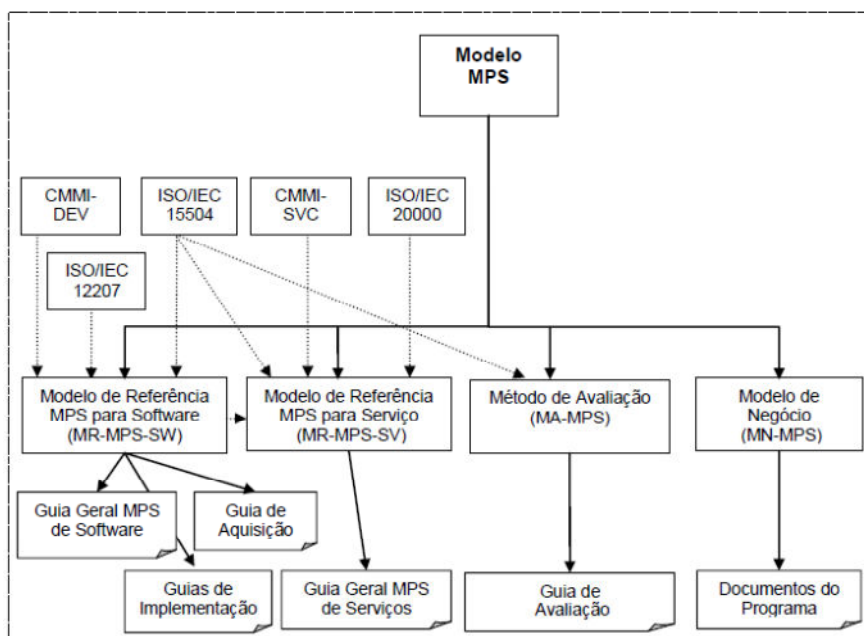 Modelo
MPS
CMMI-
DEV
ISO/IEC
15504
CMMI-
SVC
ISO/IEC
20000
ISO/IEC
12207
Modelo de Referência
MPS para Software
(MR-MPS-SW)
Modelo de Referência
MPS para Serviço
(MR-MPS-SV)
Método de Avaliação
(MA-MPS)
Modelo de
Negócio
(MN-MPS)
Guia Geral MPS
de Software
Guia de
Aquisição
Guias de
Implementação
Guia Geral MPS
de Serviços
Guia de
Avaliação
Documentos do
Programa